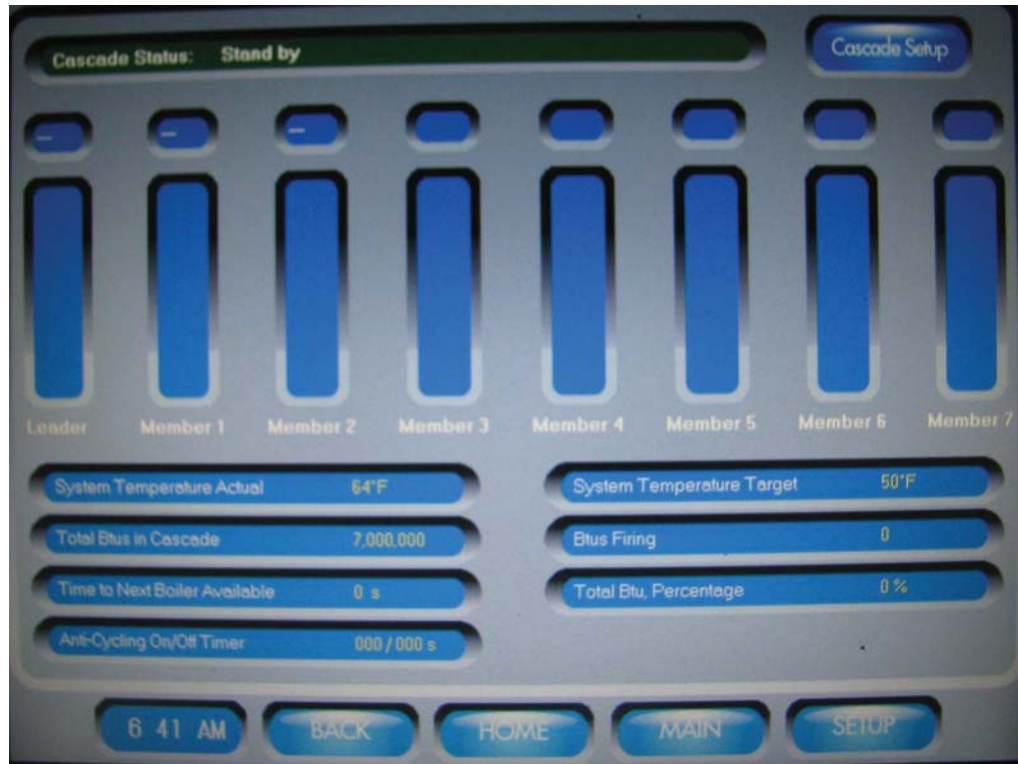 Cascade Status: Stand by
Cascade Setup
– – –
Leader Member 1 Member 2 Member 3 Member 4 Member 5 Member 6 Member 7
System Temperature Actual 64°F
System Temperature Target 50°F
Total Btus in Cascade 7,000,000
Btus Firing 0
Time to Next Boiler Available 0 s
Total Btu, Percentage 0 %
Anti-Cycling On/Off Timer 000 / 000 s
6 41 AM BACK HOME MAIN SETUP